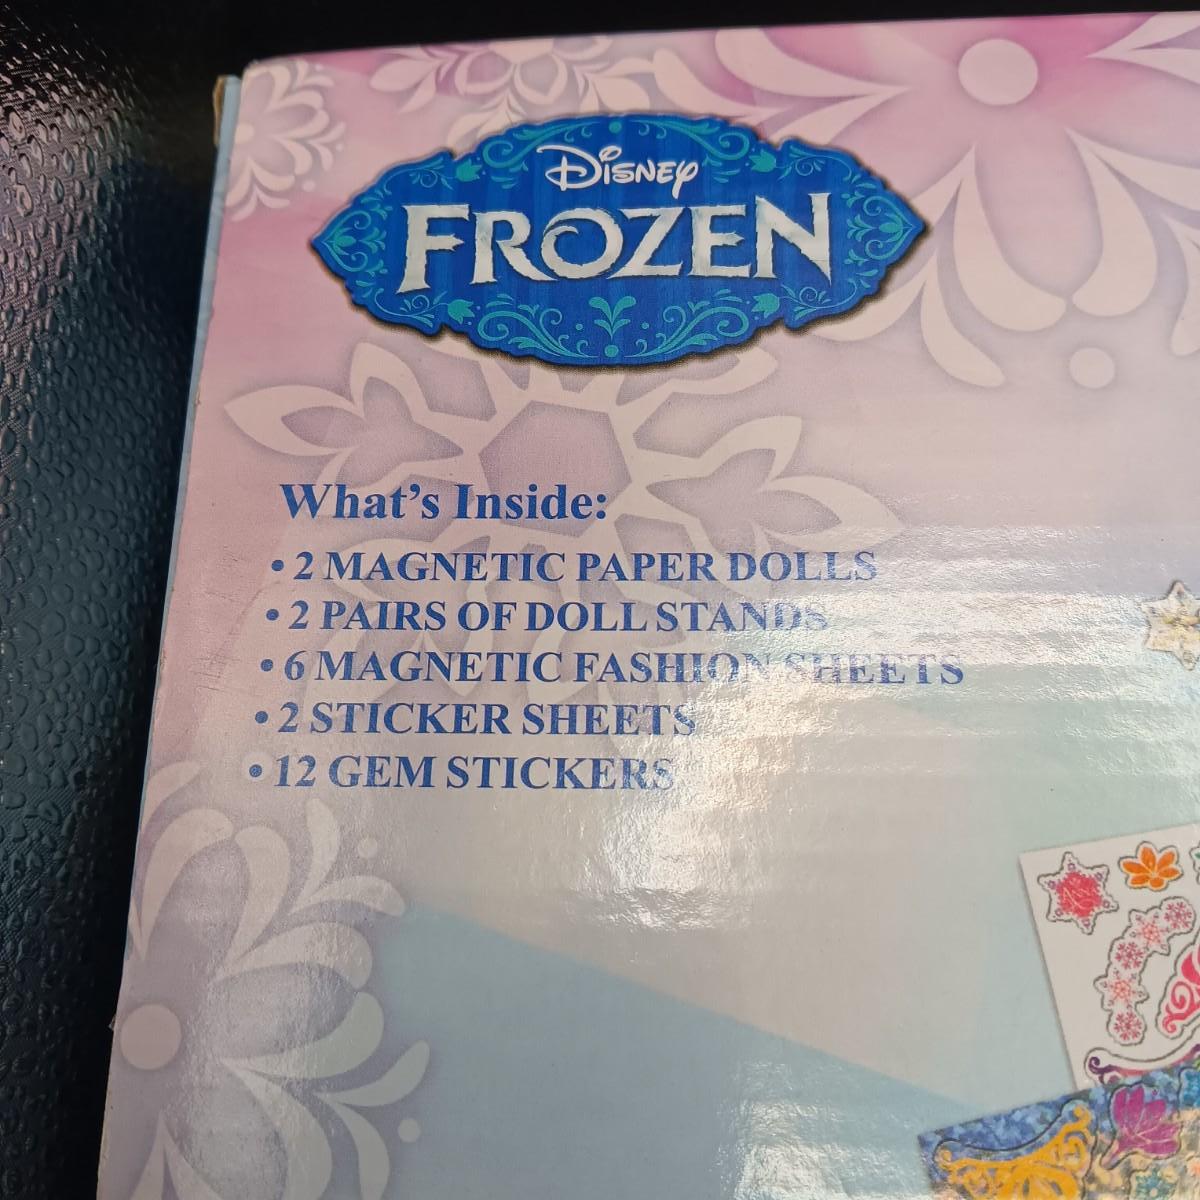 Disney
FROZEN
What's Inside:
• 2 MAGNETIC PAPER DOLLS
• 2 PAIRS OF DOLL STANDS
• 6 MAGNETIC FASHION SHEETS
• 2 STICKER SHEETS
• 12 GEM STICKERS